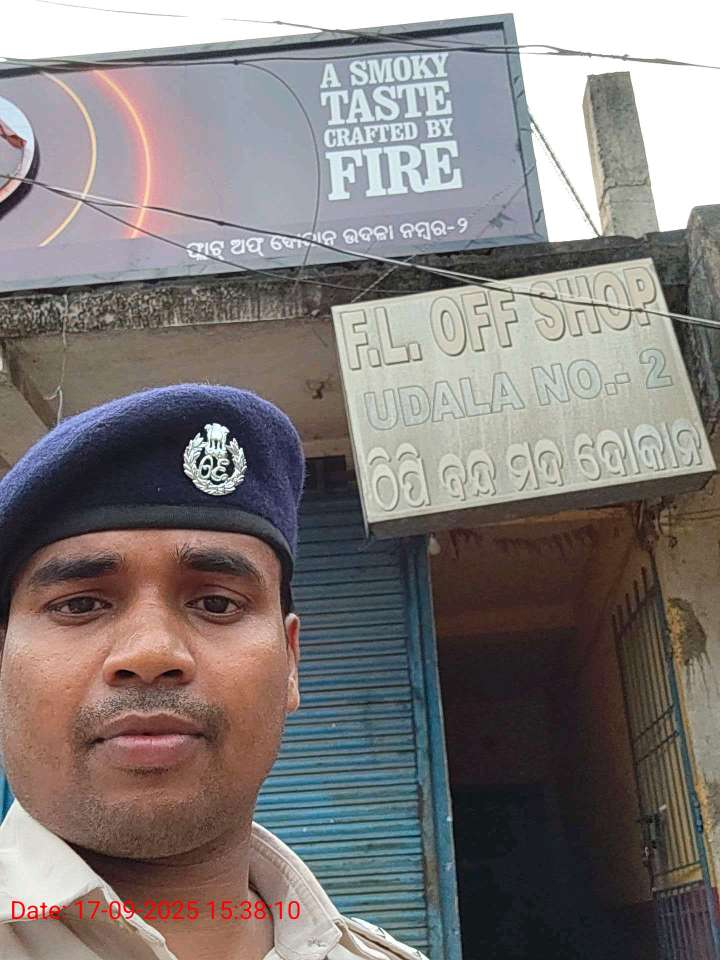 A SMOKY
TASTE
CRAFTED BY
FIRE
ଫ୍ଲାଟ୍ ଅଫ୍ ଦୋକାନ ଉଦଳା ନମ୍ବର-୨
F.L. OFF SHOP
UDALA NO.- 2
ଠିପି ବନ୍ଦ ମଦ ଦୋକାନ
Date: 17-09-2025 15:38:10